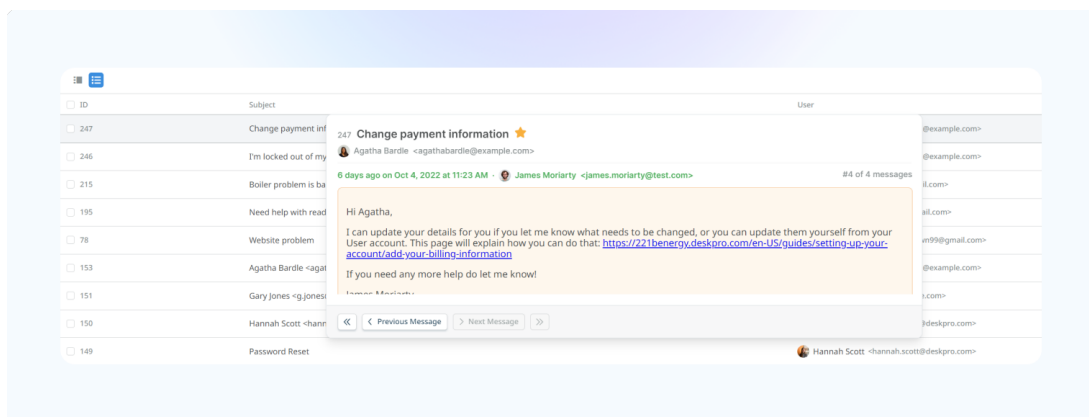 ID Subject User
247 Change payment inf @example.com>
246 I'm locked out of my @example.com>
215 Boiler problem is ba il.com>
195 Need help with read ail.com>
78 Website problem vn99@gmail.com>
153 Agatha Bardle <agat @example.com>
151 Gary Jones <g.jones .com>
150 Hannah Scott <hann @deskpro.com>
149 Password Reset Hannah Scott <hannah.scott@deskpro.com>
247 Change payment information
Agatha Bardle <agathabardle@example.com>
6 days ago on Oct 4, 2022 at 11:23 AM · James Moriarty <james.moriarty@test.com> #4 of 4 messages
Hi Agatha,
I can update your details for you if you let me know what needs to be changed, or you can update them yourself from your
User account. This page will explain how you can do that: https://221benergy.deskpro.com/en-US/guides/setting-up-your-
account/add-your-billing-information
If you need any more help do let me know!
James Moriarty
Previous Message Next Message